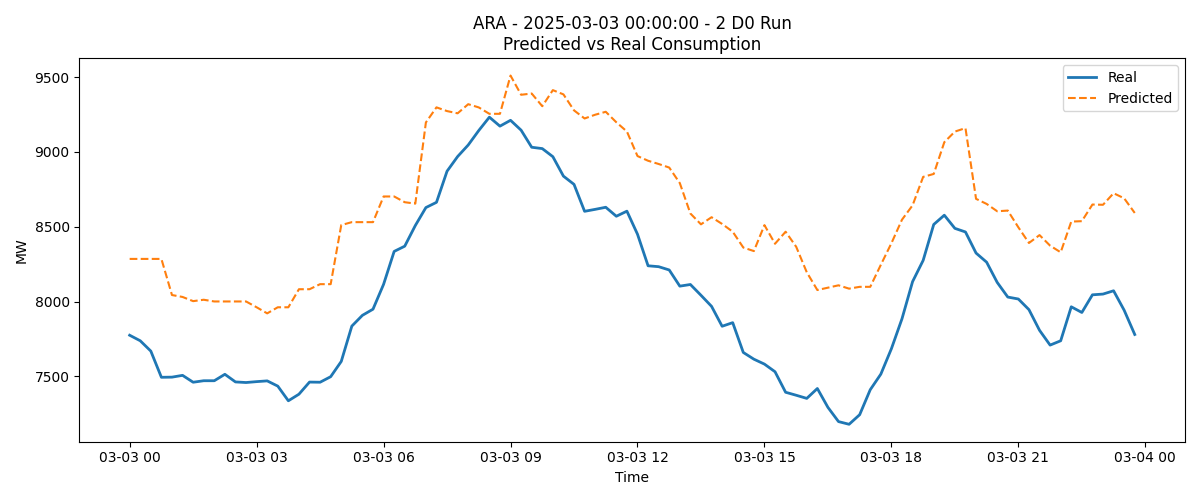 ARA - 2025-03-03 00:00:00 - 2 D0 Run
Predicted vs Real Consumption
Real
Predicted
9500
9000
8500
8000
7500
MW
03-03 00
03-03 03
03-03 06
03-03 09
03-03 12
03-03 15
03-03 18
03-03 21
03-04 00
Time